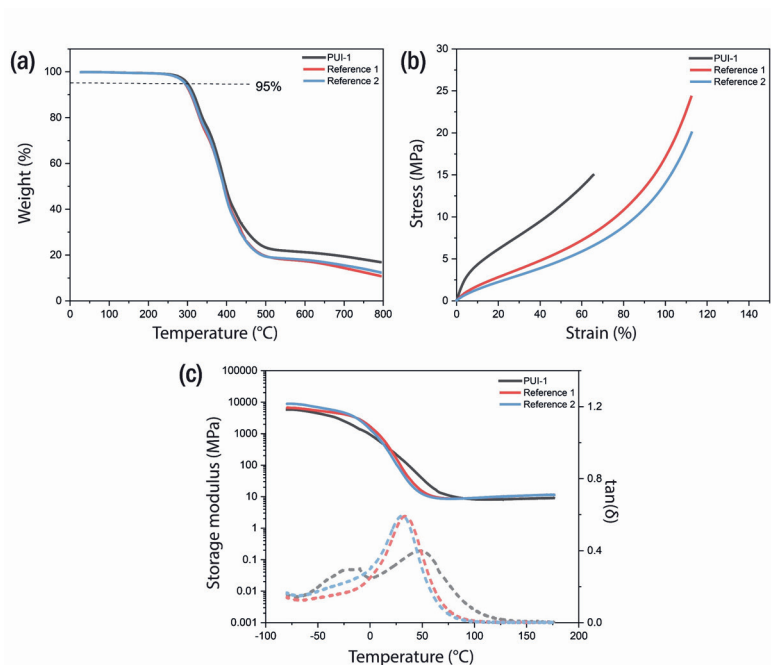 (a)
PUI-1
Reference 1
Reference 2
95%
100
80
60
40
20
0
Weight (%)
0 100 200 300 400 500 600 700 800
Temperature (°C)
(b)
PUI-1
Reference 1
Reference 2
30
25
20
15
10
5
0
Stress (MPa)
0 20 40 60 80 100 120 140
Strain (%)
(c)
PUI-1
Reference 1
Reference 2
100000
10000
1000
100
10
1
0.1
0.01
0.001
Storage modulus (MPa)
1.2
0.8
0.4
0.0
tan(δ)
-100 -50 0 50 100 150 200
Temperature (°C)